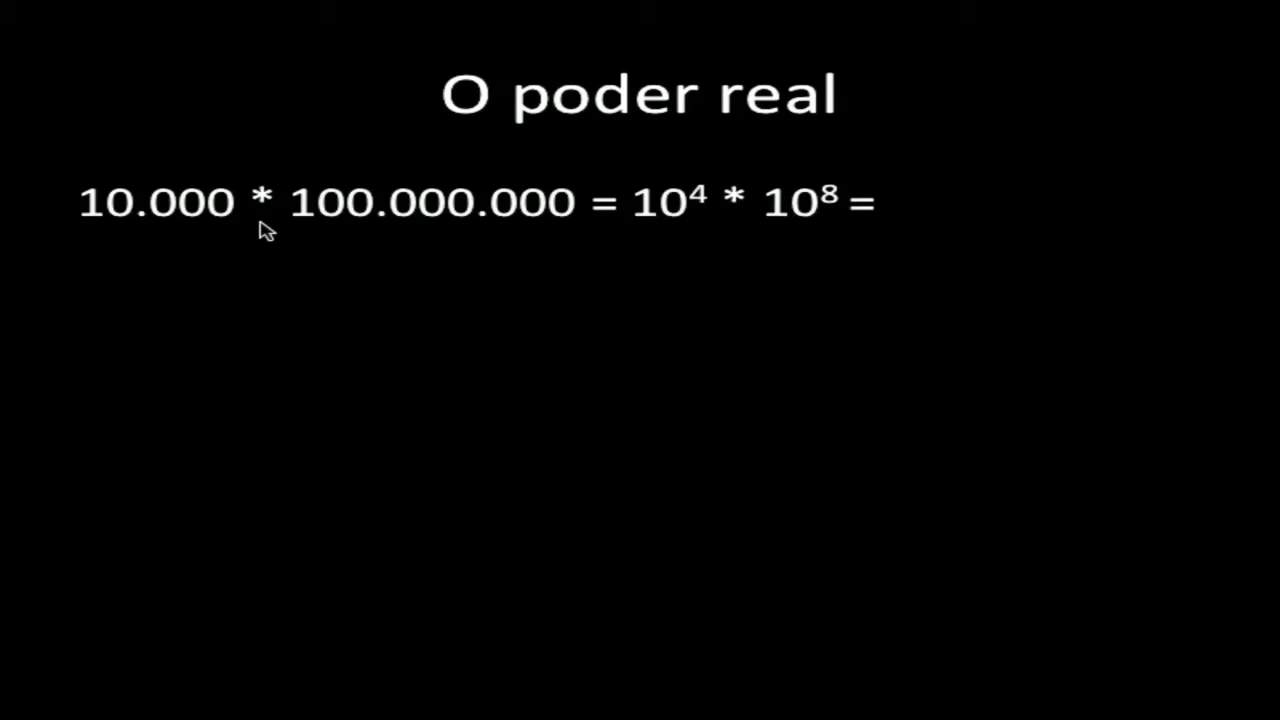 O poder real
10.000 * 100.000.000 = 10⁴ * 10⁸ =